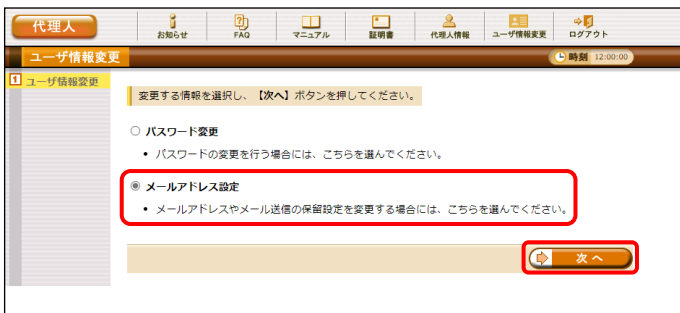 代理人
お知らせ
FAQ
マニュアル
証明書
代理人情報
ユーザ情報変更
ログアウト
ユーザ情報変更
時刻 12:00:00
1 ユーザ情報変更
変更する情報を選択し、【次へ】ボタンを押してください。
パスワード変更
• パスワードの変更を行う場合には、こちらを選んでください。
メールアドレス設定
• メールアドレスやメール送信の保留設定を変更する場合には、こちらを選んでください。
次 へ